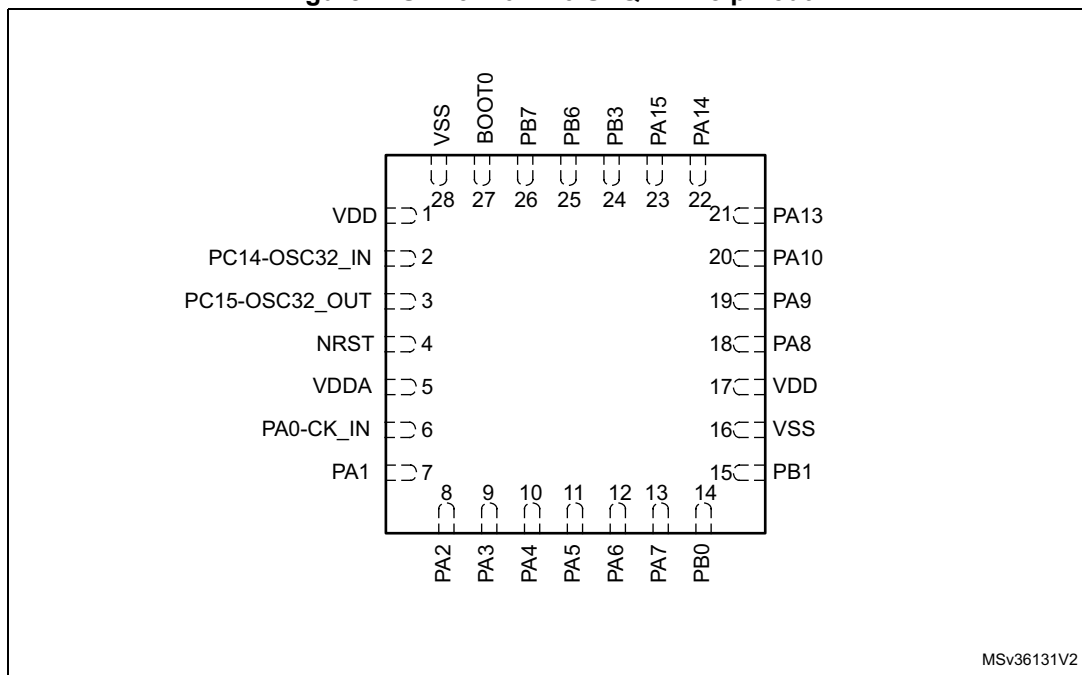 VSS
BOOT0
PB7
PB6
PB3
PA15
PA14
28
27
26
25
24
23
22
VDD 1
PC14-OSC32_IN 2
PC15-OSC32_OUT 3
NRST 4
VDDA 5
PA0-CK_IN 6
PA1 7
21 PA13
20 PA10
19 PA9
18 PA8
17 VDD
16 VSS
15 PB1
8
9
10
11
12
13
14
PA2
PA3
PA4
PA5
PA6
PA7
PB0
MSv36131V2